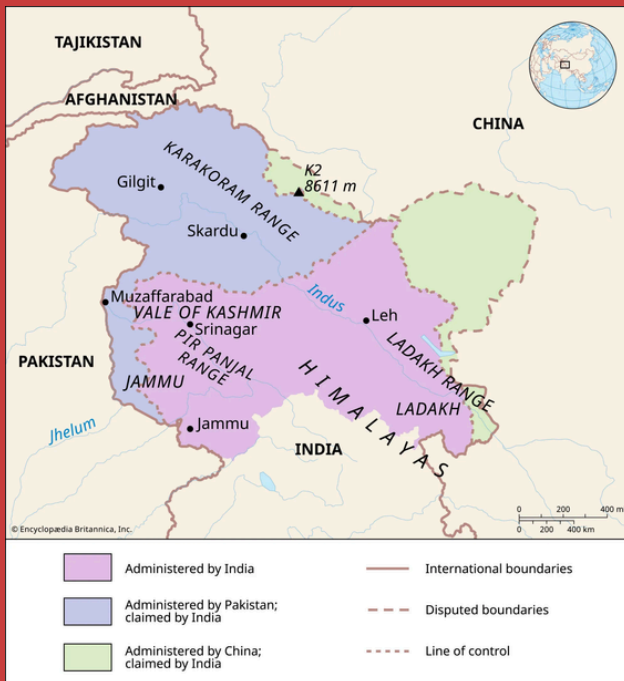 TAJIKISTAN
AFGHANISTAN
CHINA
KARAKORAM RANGE
K2
8611 m
Gilgit
Skardu
Muzaffarabad
VALE OF KASHMIR
Srinagar
Indus
Leh
PIR PANJAL
RANGE
PAKISTAN
JAMMU
HIMALAYAS
LADAKH RANGE
LADAKH
Jhelum
Jammu
INDIA
0 200 400 m
0 200 400 km
© Encyclopædia Britannica, Inc.
Administered by India
International boundaries
Administered by Pakistan;
claimed by India
Disputed boundaries
Administered by China;
claimed by India
Line of control